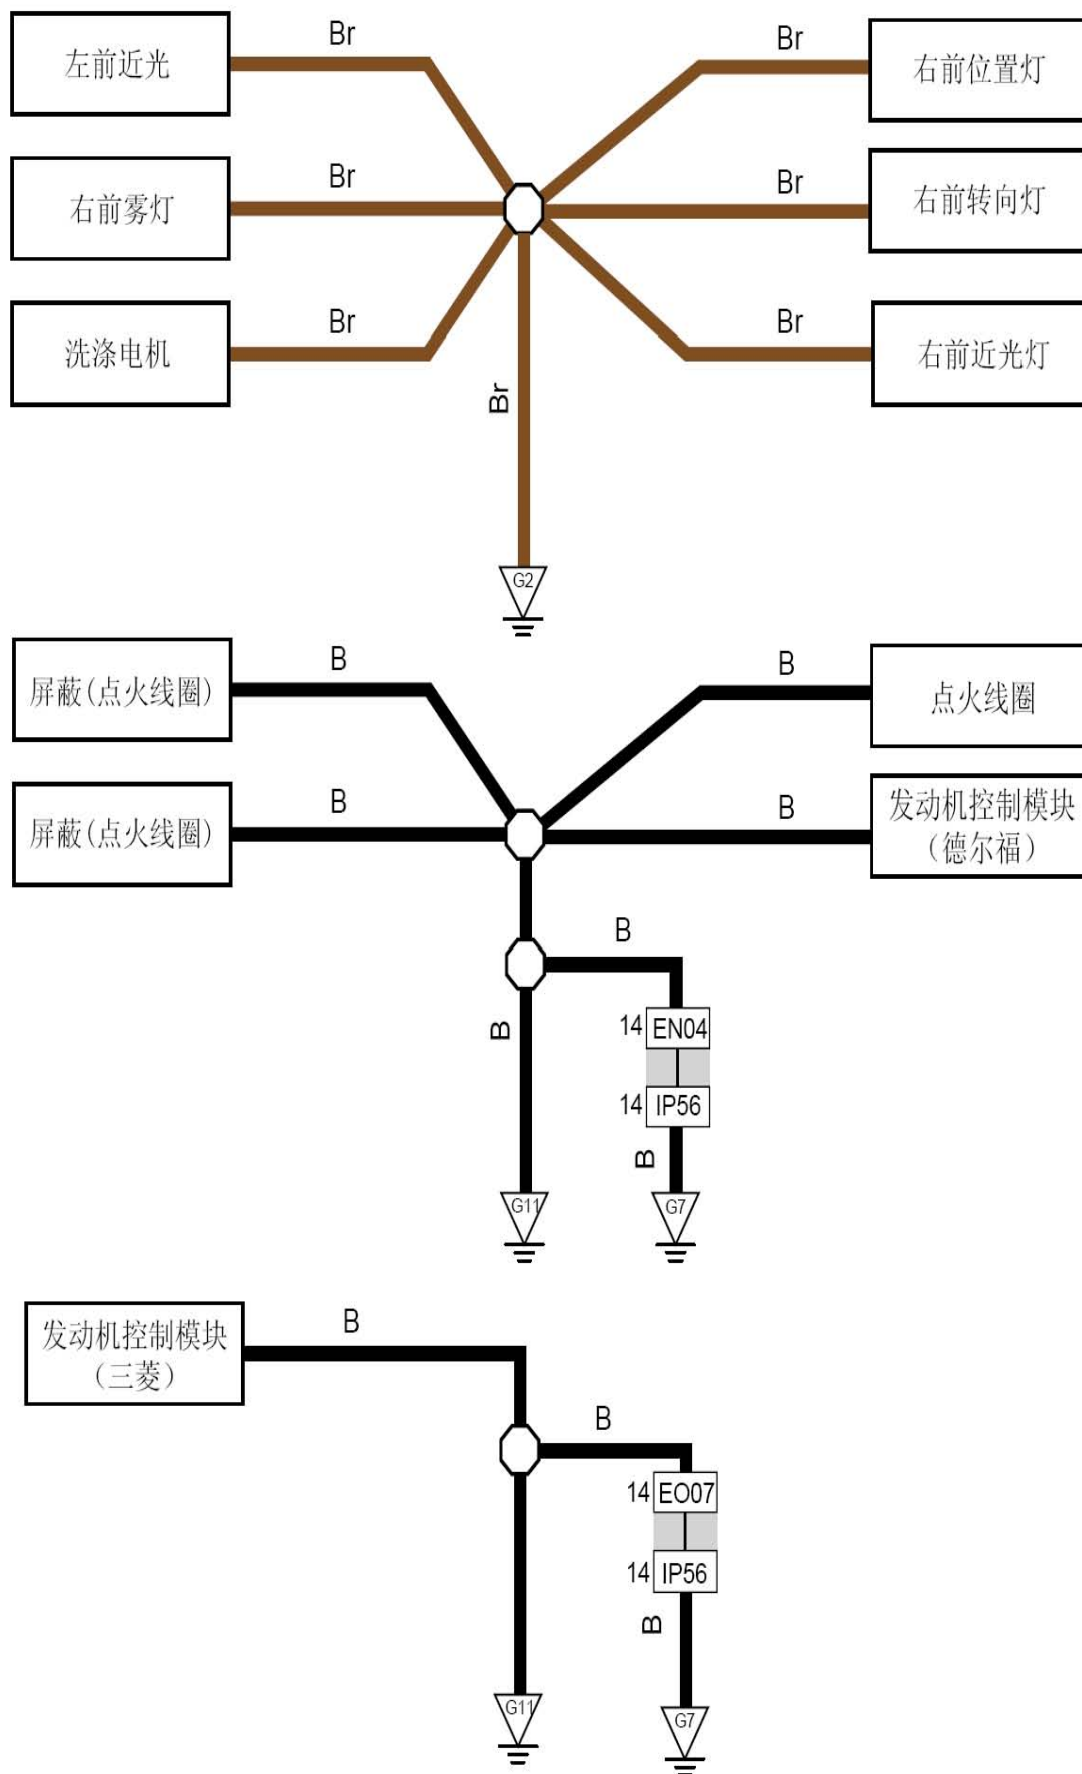 Br
Br
左前近光
右前位置灯
Br
Br
右前雾灯
右前转向灯
Br
Br
洗涤电机
右前近光灯
Br
G2
B
B
屏蔽(点火线圈)
点火线圈
B
B
屏蔽(点火线圈)
发动机控制模块
(德尔福)
B
B
14 EN04
14 IP56
B
G11
G7
发动机控制模块
(三菱)
B
B
14 EO07
14 IP56
B
G11
G7